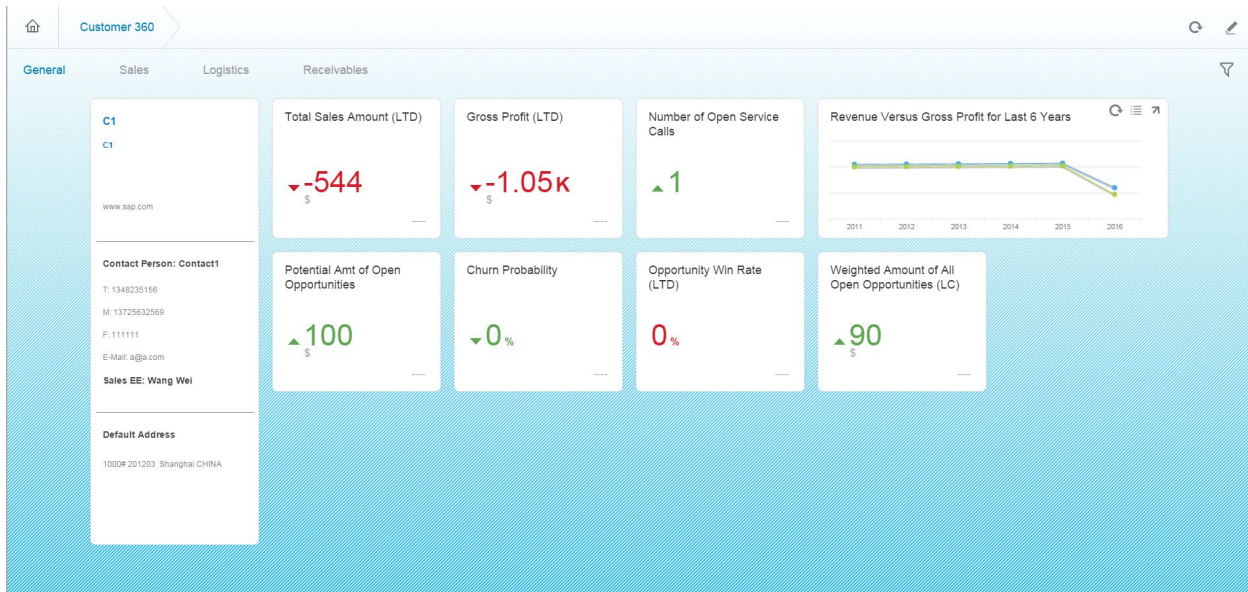 Customer 360
General
Sales
Logistics
Receivables
C1
C1
www.sap.com
Contact Person: Contact1
T: 1348235156
M: 13725632569
F: 111111
E-Mail: a@a.com
Sales EE: Wang Wei
Default Address
1000# 201203 Shanghai CHINA
Total Sales Amount (LTD)
-544
$
----
Gross Profit (LTD)
-1.05K
$
----
Number of Open Service
Calls
1
----
Revenue Versus Gross Profit for Last 6 Years
2011 2012 2013 2014 2015 2016
Potential Amt of Open
Opportunities
100
$
----
Churn Probability
0 %
----
Opportunity Win Rate
(LTD)
0 %
----
Weighted Amount of All
Open Opportunities (LC)
90
$
----